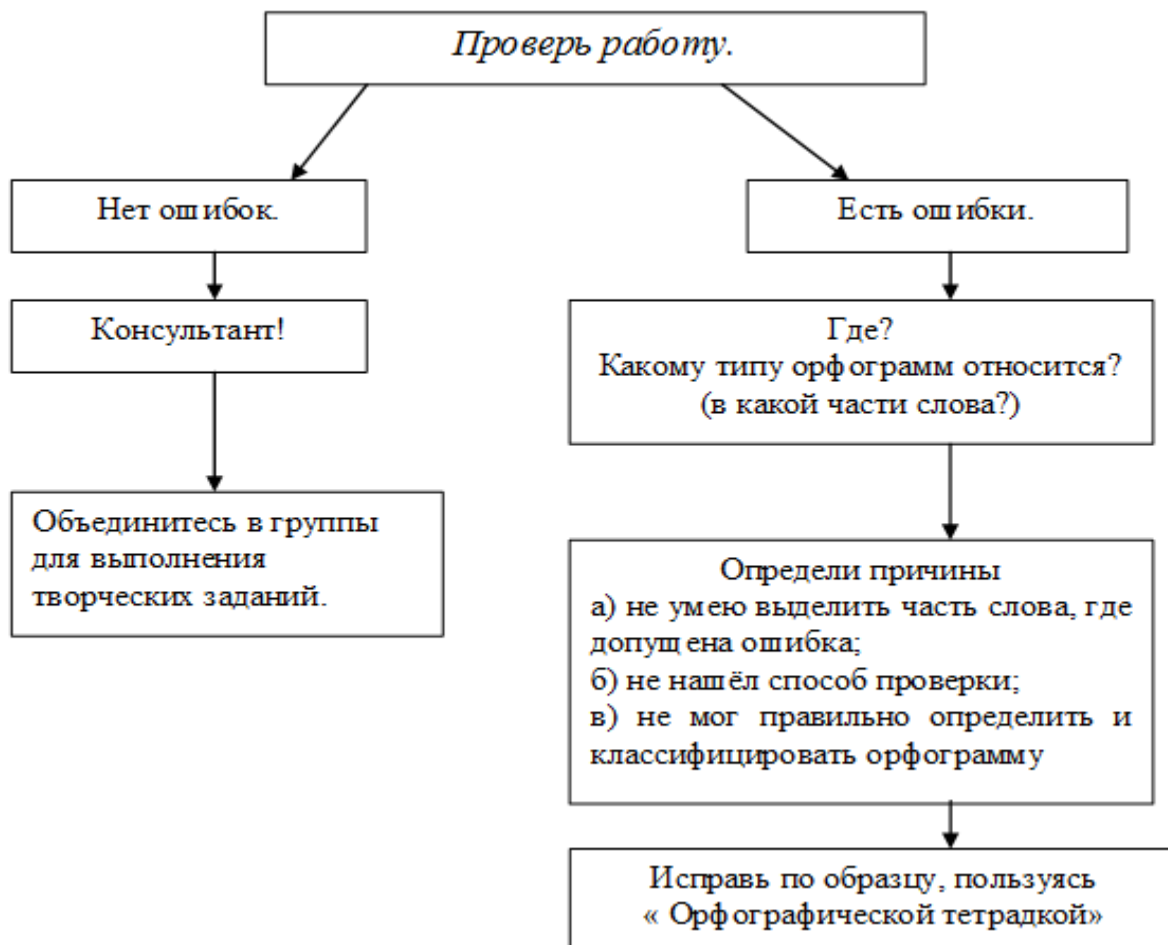 Проверь работу.
Нет ошибок.
Есть ошибки.
Консультант!
Где?
Какому типу орфограмм относится?
(в какой части слова?)
Объединитесь в группы
для выполнения
творческих заданий.
Определи причины
а) не умею выделить часть слова, где
допущена ошибка;
б) не нашёл способ проверки;
в) не мог правильно определить и
классифицировать орфограмму
Исправь по образцу, пользуясь
« Орфографической тетрадкой»